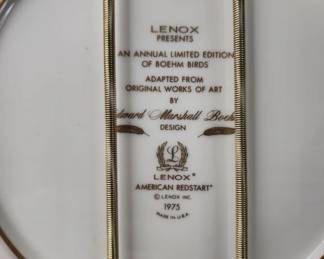 LENOX
PRESENTS
AN ANNUAL LIMITED EDITION
OF BOEHM BIRDS
ADAPTED FROM
ORIGINAL WORKS OF ART
BY
Edward Marshall Boehm
DESIGN
L
LENOX®
AMERICAN REDSTART*
© LENOX INC.
1975
MADE IN U.S.A.